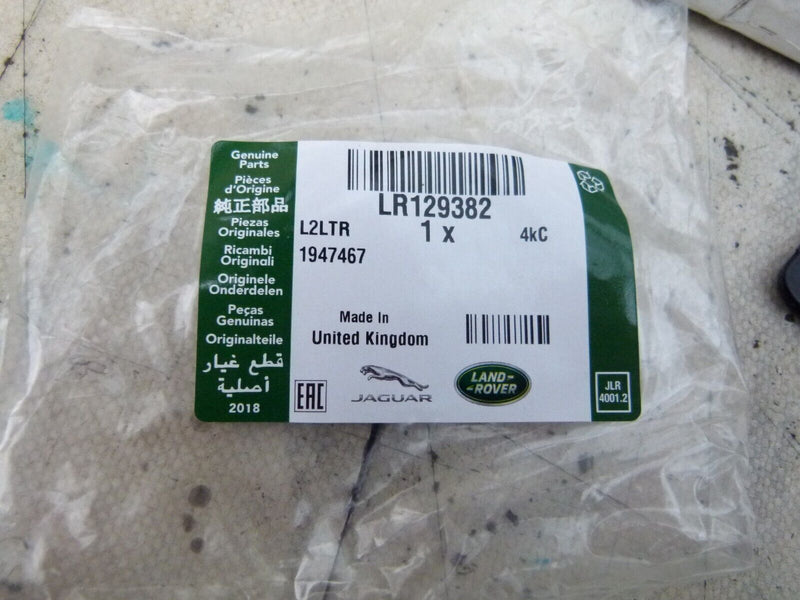 Genuine
Parts
Pièces
d'Origine
純正部品
Piezas
Originales
Ricambi
Originali
Originele
Onderdelen
Peças
Genuinas
Originalteile
قطع غيار
أصلية
2018
LR129382
L2LTR
1 x
4kC
1947467
Made In
United Kingdom
EAC
JAGUAR
LAND-
-ROVER
JLR
4001.2